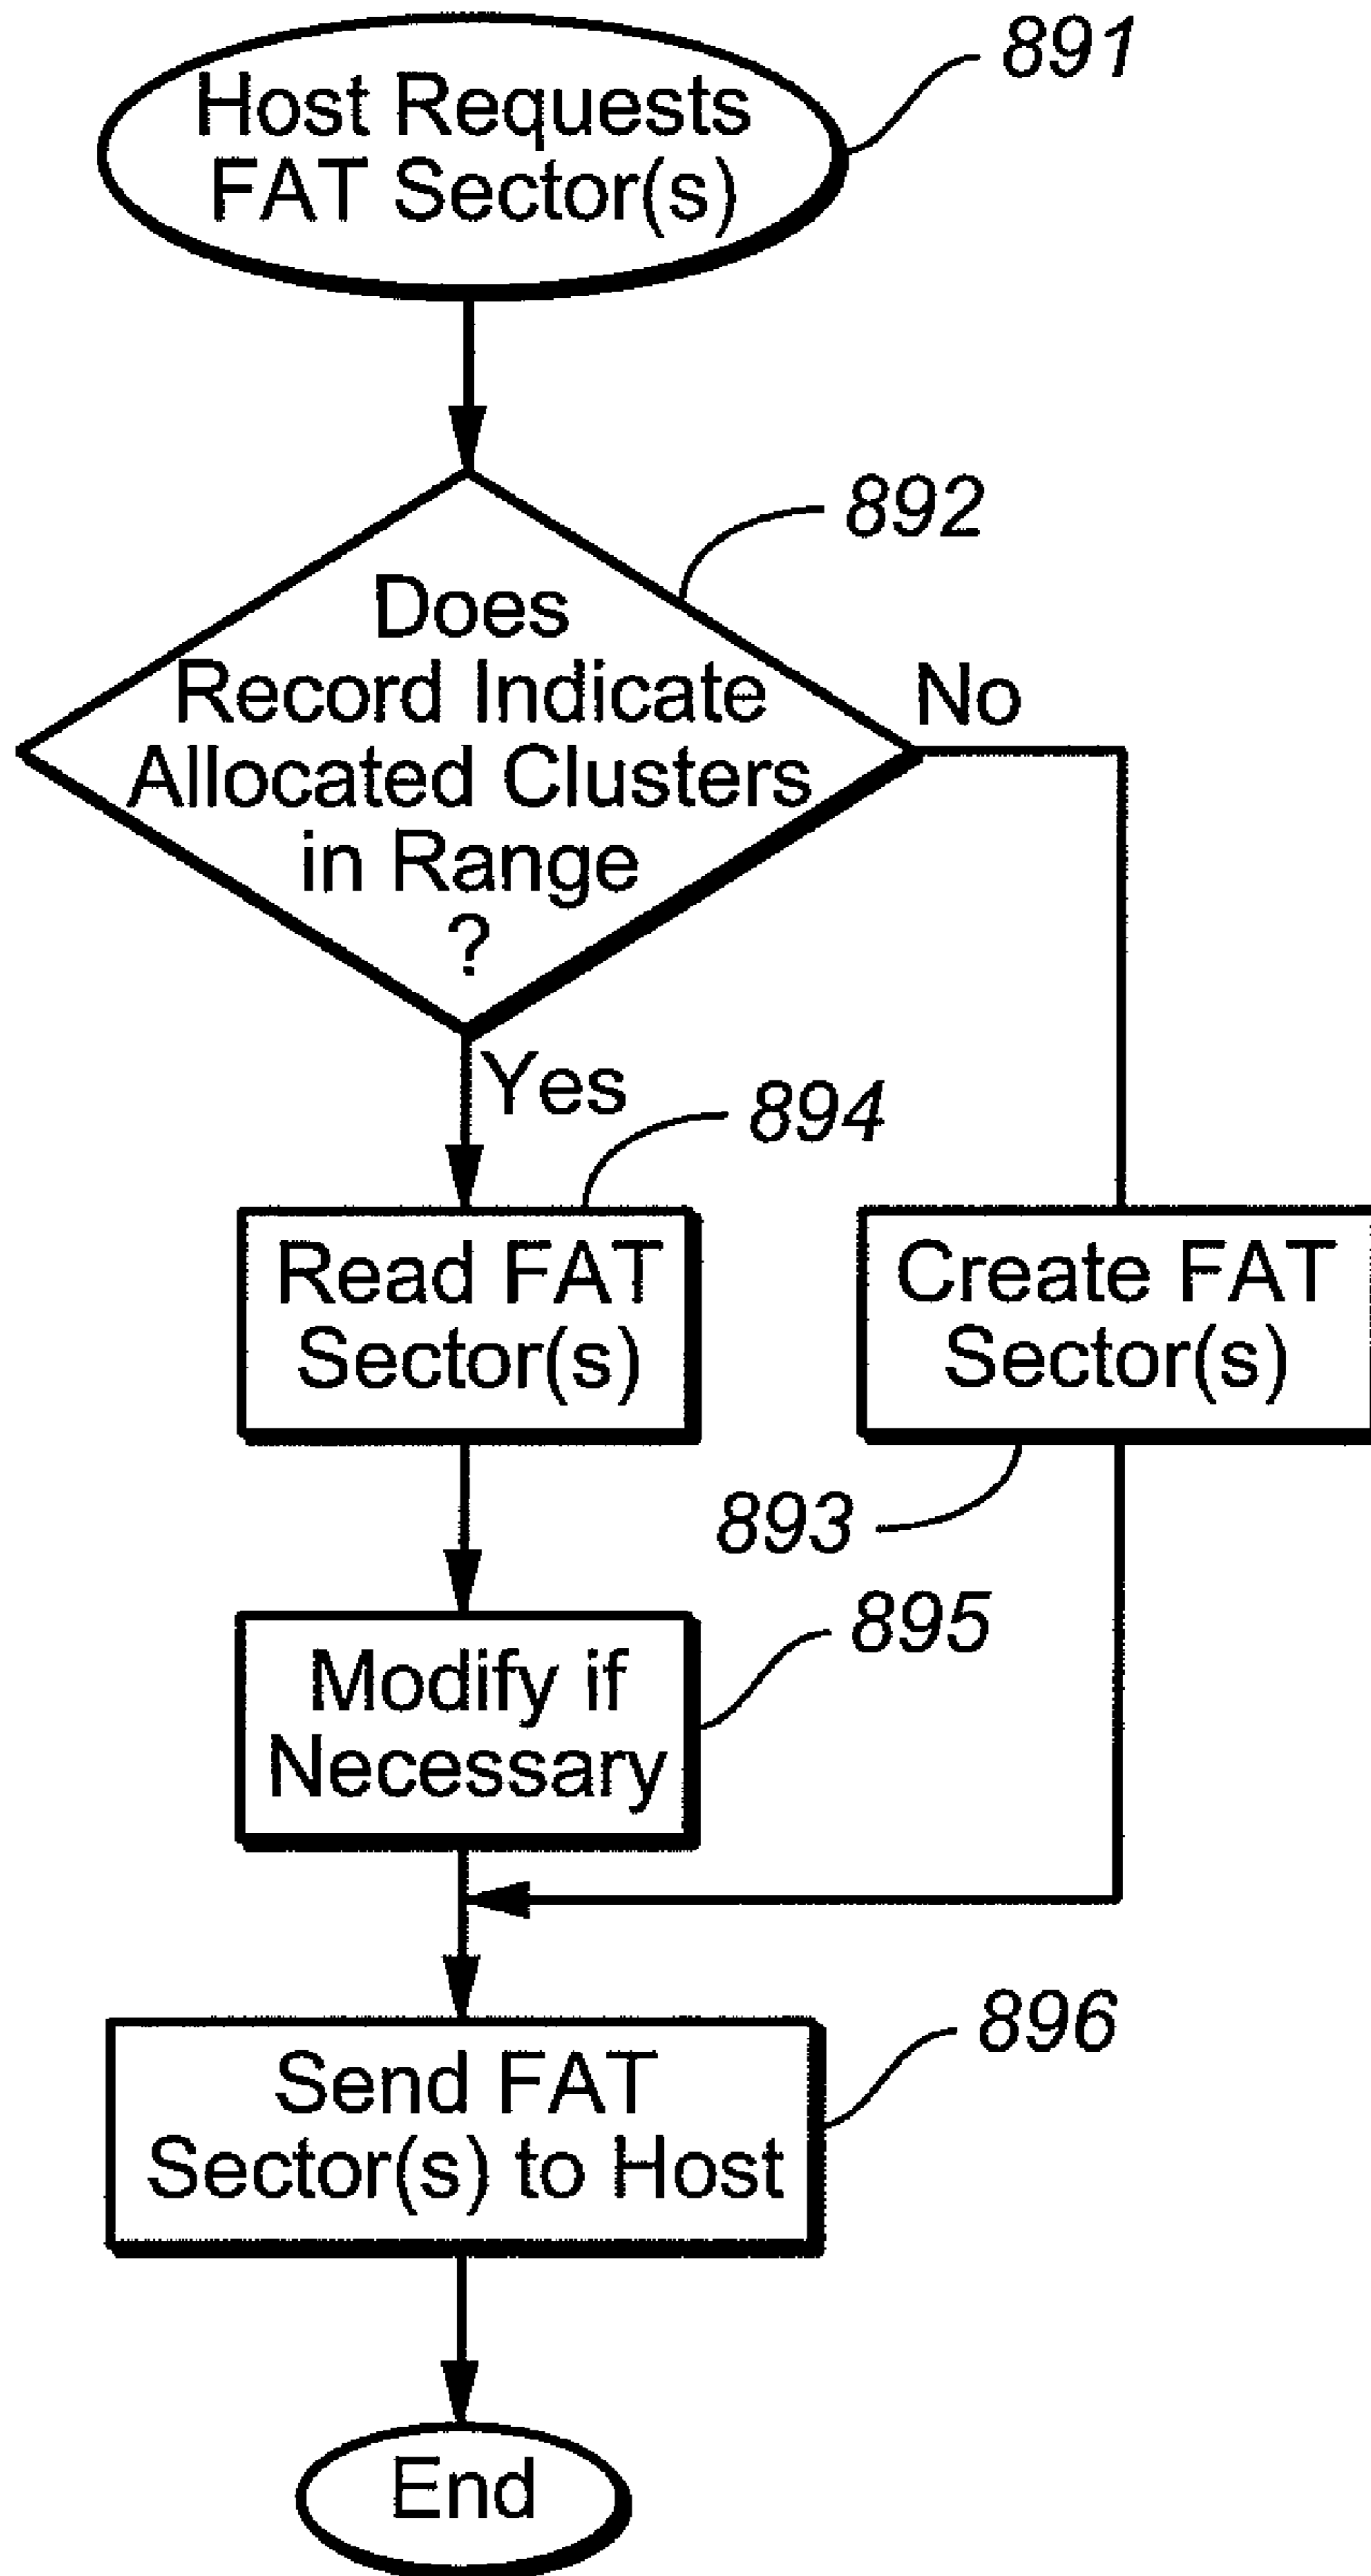 Host Requests
FAT Sector(s)
891
892
Does
Record Indicate
Allocated Clusters
in Range
?
No
Yes
894
Read FAT
Sector(s)
Create FAT
Sector(s)
893
895
Modify if
Necessary
896
Send FAT
Sector(s) to Host
End